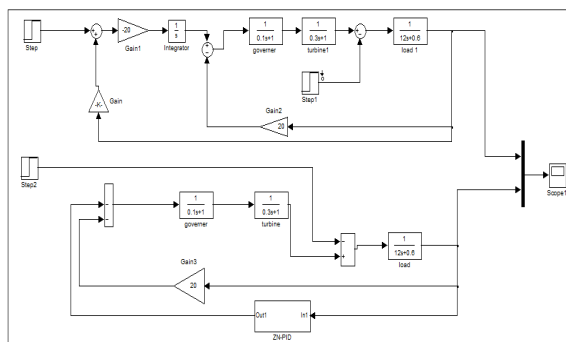 Step
-20
Gain1
1
s
Integrator
1
0.1s+1
governer
1
0.3s+1
turbine1
1
12s+0.6
load 1
-K-
Gain
Step1
Gain2
20
Step2
Scope1
1
0.1s+1
governer
1
0.3s+1
turbine
1
12s+0.6
load
Gain3
20
Out1
In1
ZN-PID